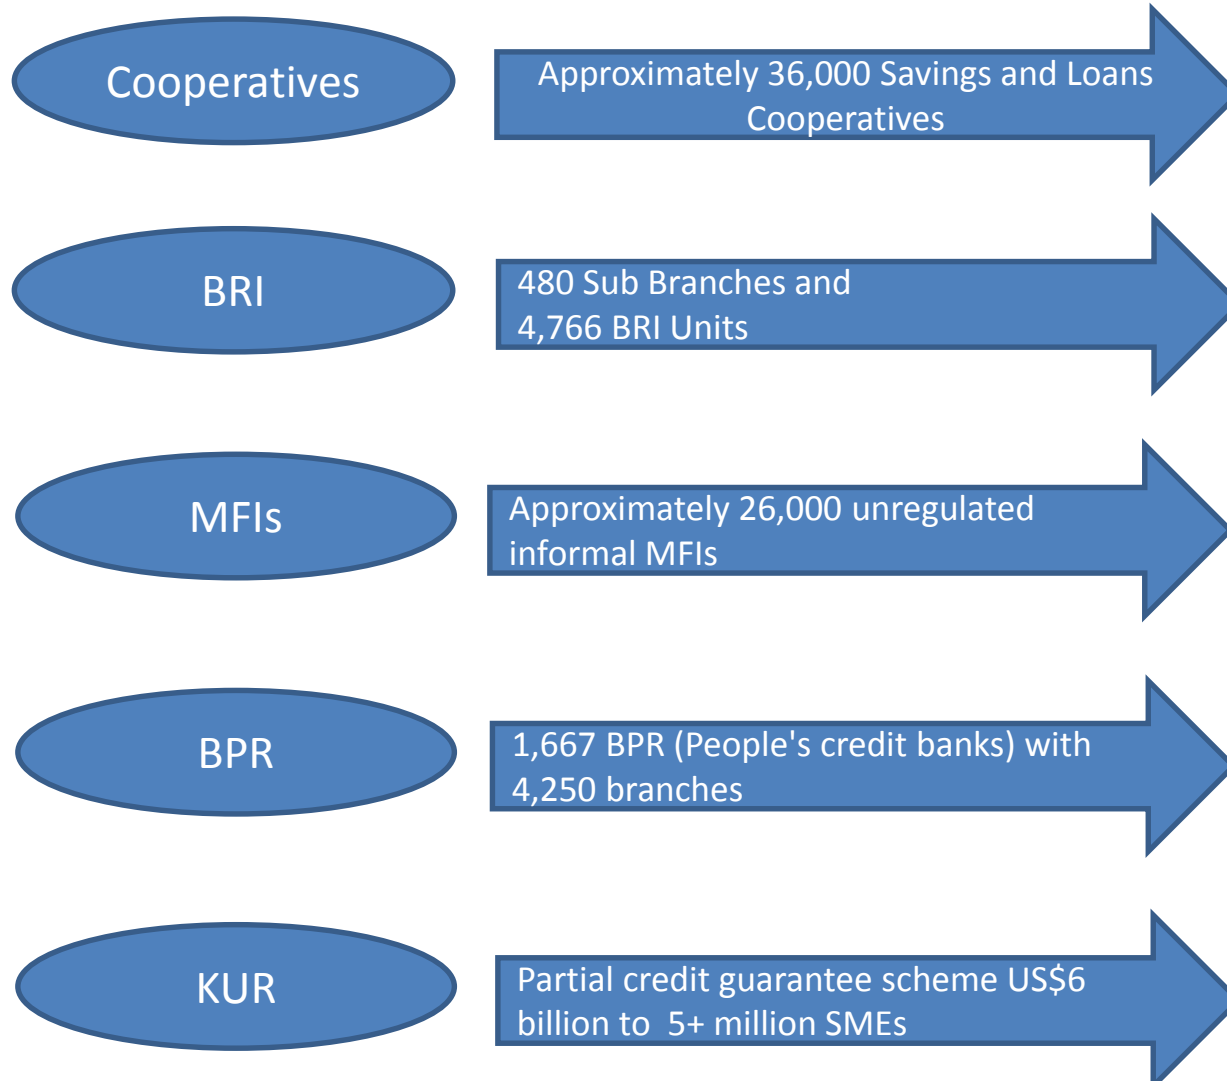 Cooperatives
Approximately 36,000 Savings and Loans
Cooperatives
BRI
480 Sub Branches and
4,766 BRI Units
MFIs
Approximately 26,000 unregulated
informal MFIs
BPR
1,667 BPR (People's credit banks) with
4,250 branches
KUR
Partial credit guarantee scheme US$6
billion to  5+ million SMEs